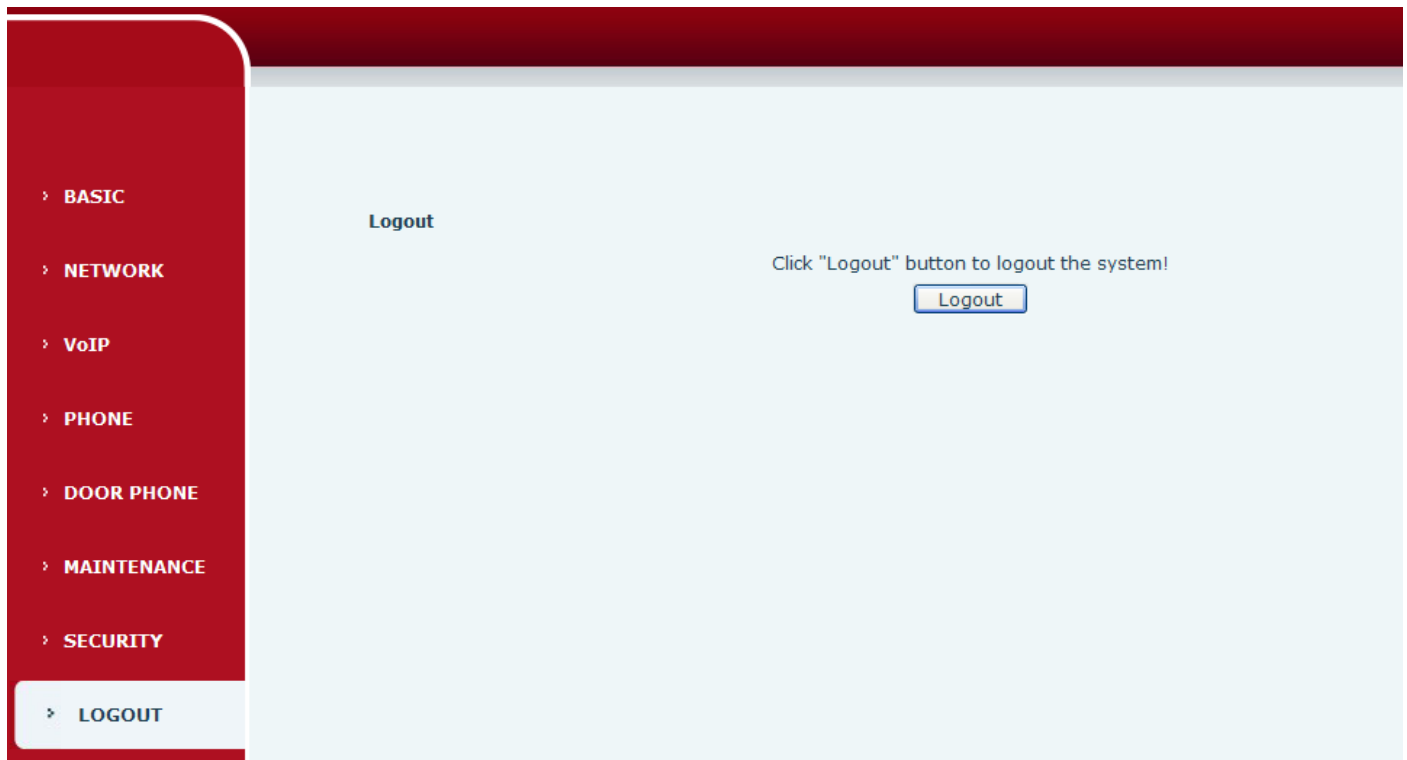 BASIC
NETWORK
VoIP
PHONE
DOOR PHONE
MAINTENANCE
SECURITY
LOGOUT
Logout
Click "Logout" button to logout the system!
Logout